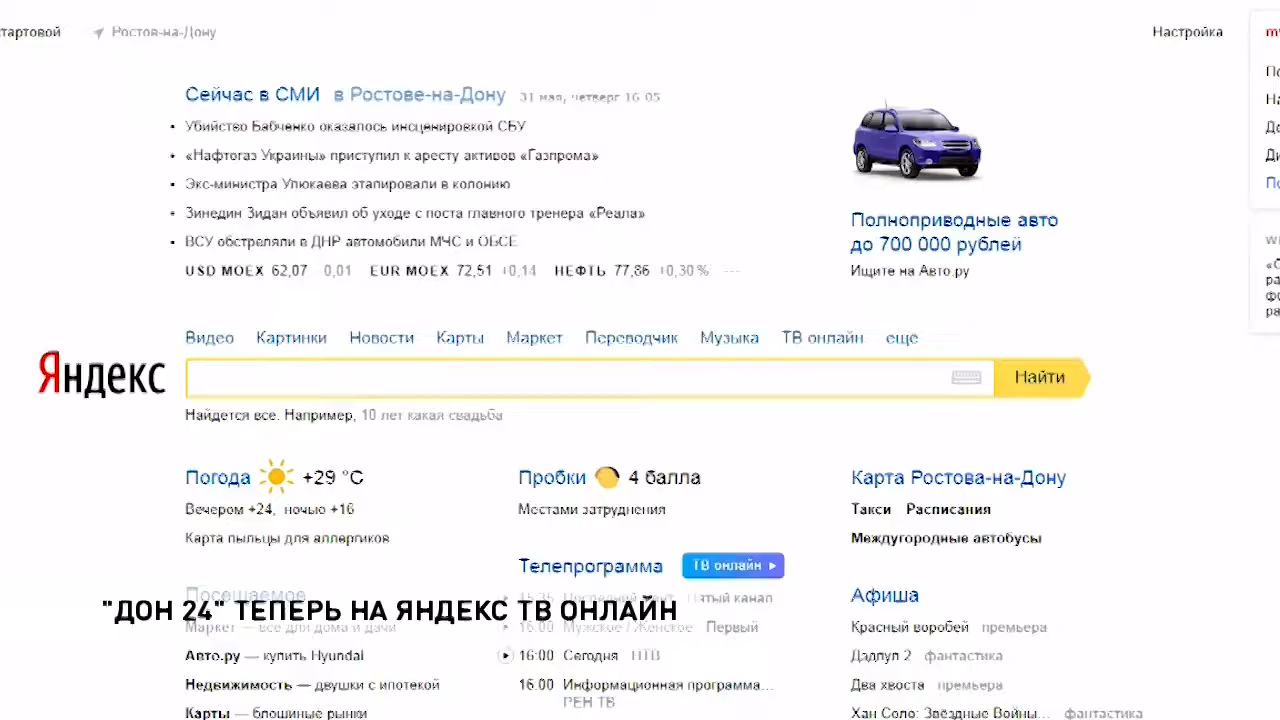 Ростов-на-Дону
Настройка
Сейчас в СМИ в Ростове-на-Дону 31 мая, четверг 16 05
Убийство Бабченко оказалось инсценировкой СБУ
«Нафтогаз Украины» приступил к аресту активов «Газпрома»
Экс-министра Улюкаева этапировали в колонию
Зинедин Зидан объявил об уходе с поста главного тренера «Реала»
ВСУ обстреляли в ДНР автомобили МЧС и ОБСЕ
USD MOEX 62,07 0,01 EUR MOEX 72,51 +0,14 НЕФТЬ 77,86 +0,30%
Полноприводные авто
до 700 000 рублей
Ищите на Авто.ру
Видео Картинки Новости Карты Маркет Переводчик Музыка ТВ онлайн еще
Яндекс
Найти
Найдется все. Например, 10 лет какая свадьба
Погода +29 °C
Вечером +24, ночью +16
Карта пыльцы для аллергиков
Пробки 4 балла
Местами затруднения
Карта Ростова-на-Дону
Такси Расписания
Междугородные автобусы
Посещаемое
"ДОН 24" ТЕПЕРЬ НА ЯНДЕКС ТВ ОНЛАЙН
Маркет — все для дома и дачи
Авто.ру — купить Hyundai
Недвижимость — двушки с ипотекой
Карты — блошиные рынки
Телепрограмма ТВ онлайн
канал
16:00 Мужское / Женское Первый
16:00 Сегодня НТВ
16:00 Информационная программа...
РЕН ТВ
Афиша
Красный воробей премьера
Дэдпул 2 фантастика
Два хвоста премьера
Хан Соло: Звёздные Войны... фантастика